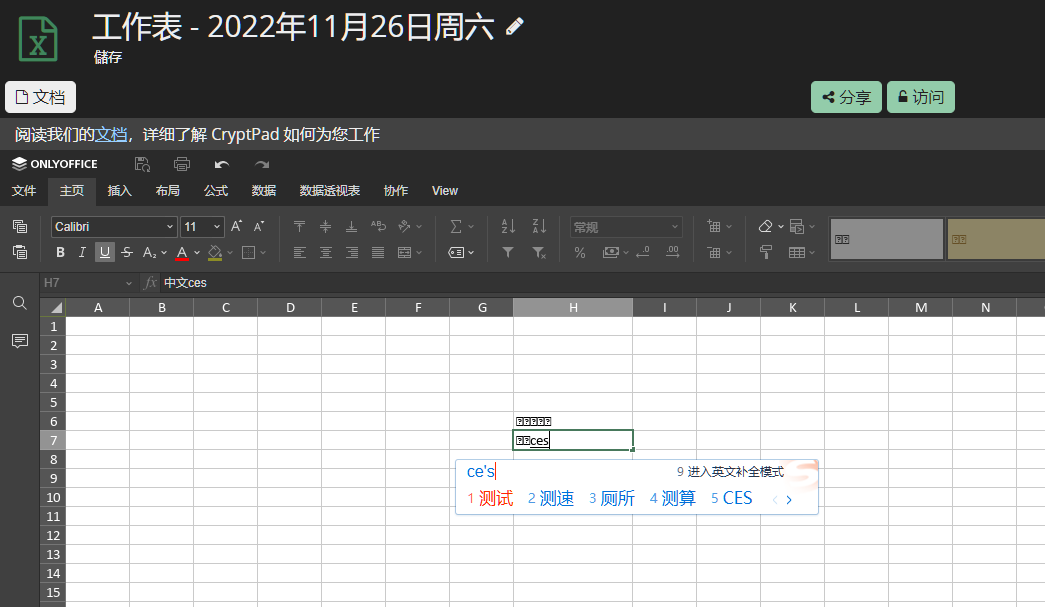 工作表 - 2022年11月26日周六
儲存
文档
分享 访问
阅读我们的文档，详细了解 CryptPad 如何为您工作
ONLYOFFICE
文件 主页 插入 布局 公式 数据 数据透视表 协作 View
Calibri 11 常规
H7 fx 中文ces
A B C D E F G H I J K L M N
1
2
3
4
5
6
7 ces
ce's 9 进入英文补全模式
1 测试 2 测速 3 厕所 4 测算 5 CES
8
9
10
11
12
13
14
15